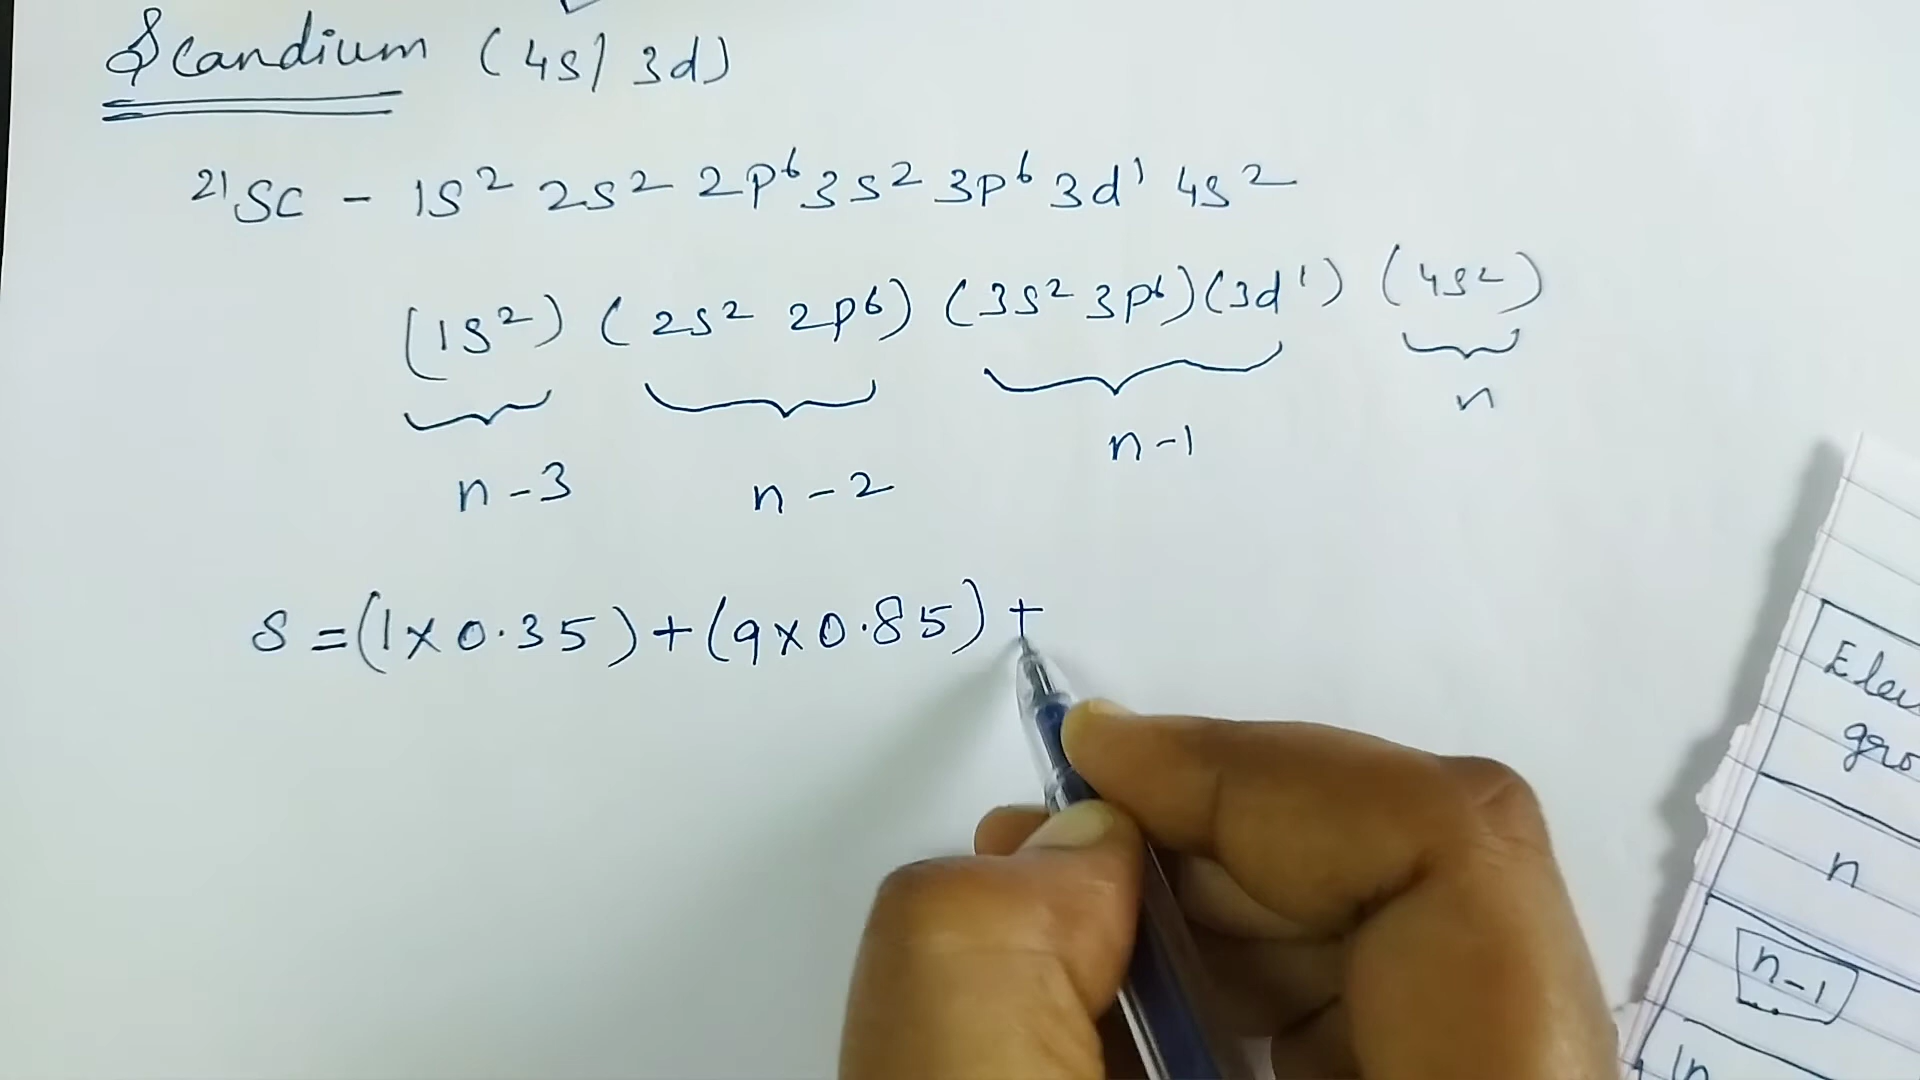 Scandium (4s/3d)
21Sc - 1s² 2s² 2p⁶ 3s² 3p⁶ 3d¹ 4s²
(1s²) (2s² 2p⁶) (3s² 3p⁶) (3d¹) (4s²)
n-3 n-2 n-1 n
S = (1×0.35) + (9×0.85) +
n
n-1